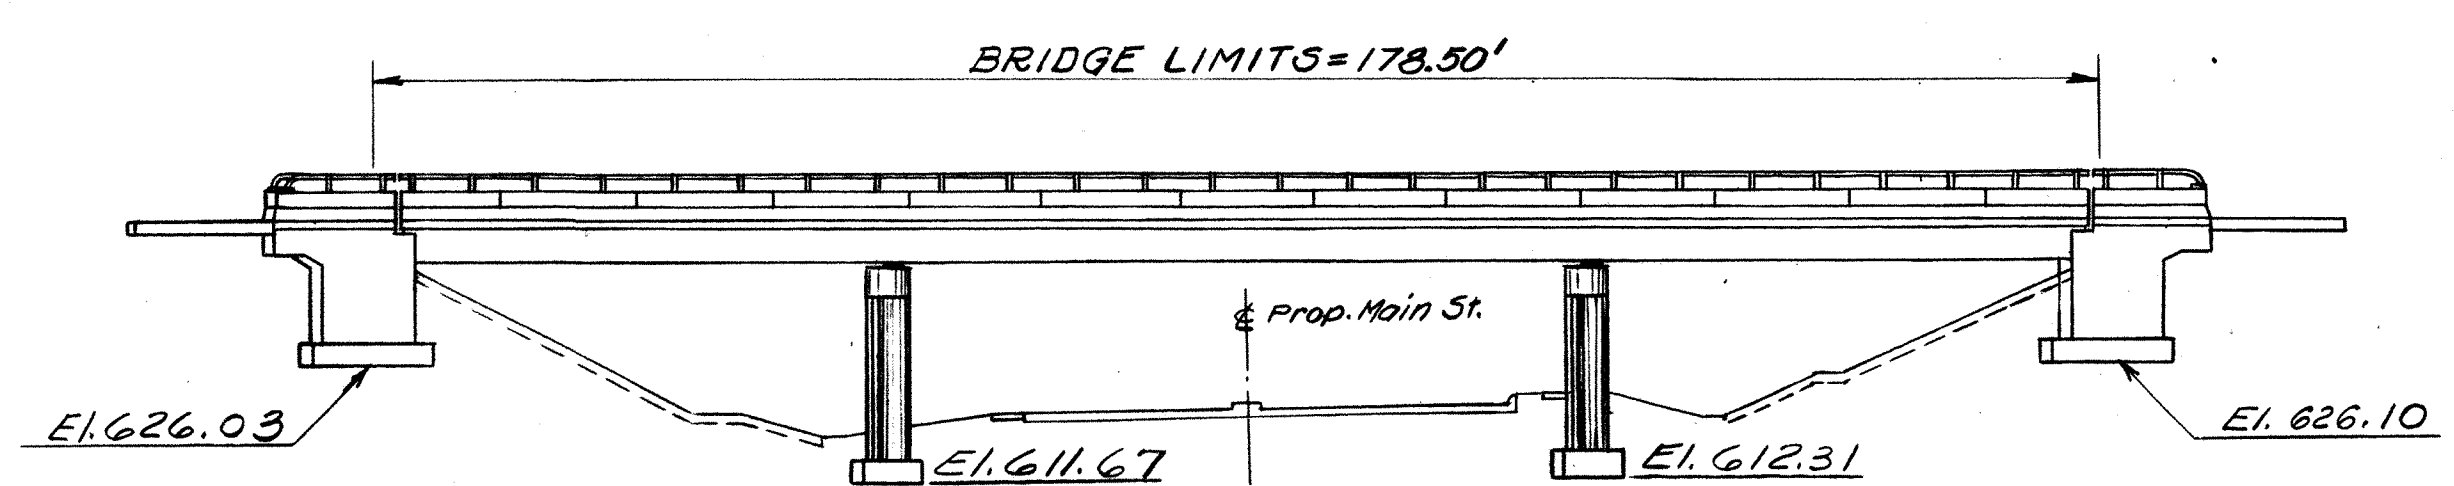 BRIDGE LIMITS = 178.50'
℄ Prop. Main St.
El. 626.03
El. 611.67
El. 612.31
El. 626.10